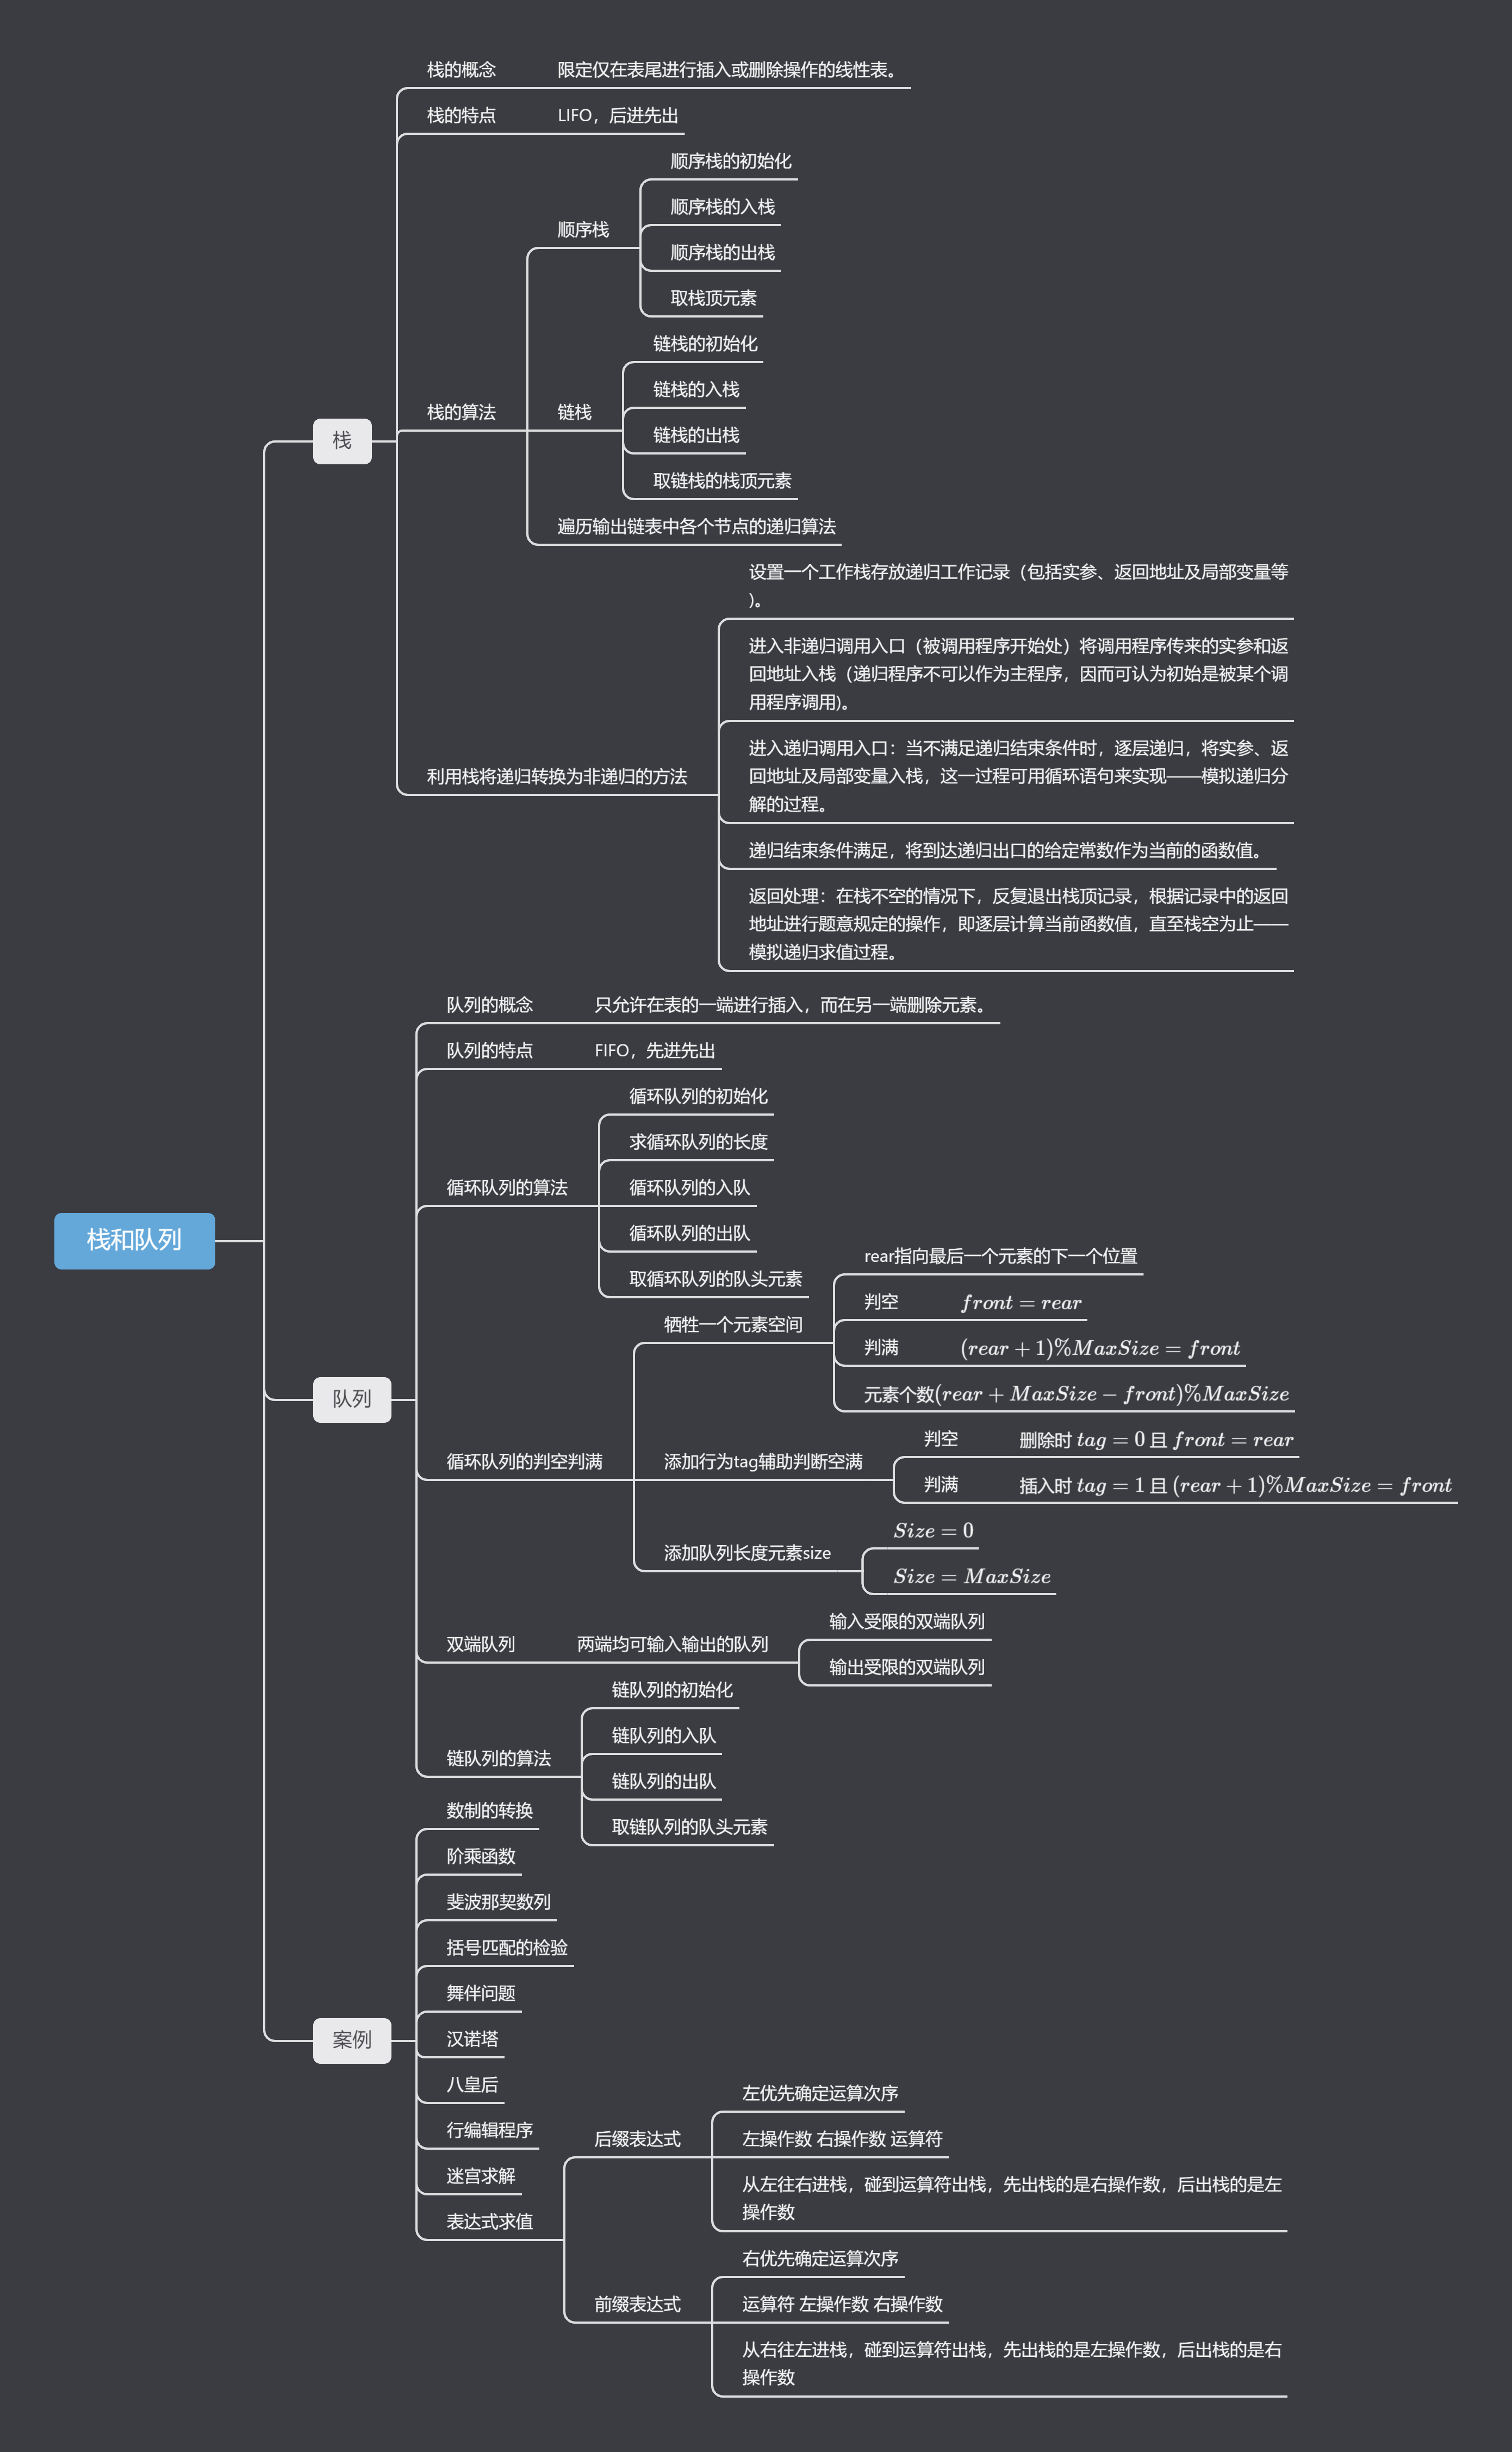 栈和队列
栈
栈的概念
限定仅在表尾进行插入或删除操作的线性表。
栈的特点
LIFO，后进先出
栈的算法
顺序栈
顺序栈的初始化
顺序栈的入栈
顺序栈的出栈
取栈顶元素
链栈
链栈的初始化
链栈的入栈
链栈的出栈
取链栈的栈顶元素
遍历输出链表中各个节点的递归算法
利用栈将递归转换为非递归的方法
设置一个工作栈存放递归工作记录（包括实参、返回地址及局部变量等
)。
进入非递归调用入口（被调用程序开始处）将调用程序传来的实参和返
回地址入栈（递归程序不可以作为主程序，因而可认为初始是被某个调
用程序调用)。
进入递归调用入口：当不满足递归结束条件时，逐层递归，将实参、返
回地址及局部变量入栈，这一过程可用循环语句来实现——模拟递归分
解的过程。
递归结束条件满足，将到达递归出口的给定常数作为当前的函数值。
返回处理：在栈不空的情况下，反复退出栈顶记录，根据记录中的返回
地址进行题意规定的操作，即逐层计算当前函数值，直至栈空为止——
模拟递归求值过程。
队列
队列的概念
只允许在表的一端进行插入，而在另一端删除元素。
队列的特点
FIFO，先进先出
循环队列的算法
循环队列的初始化
求循环队列的长度
循环队列的入队
循环队列的出队
取循环队列的队头元素
循环队列的判空判满
牺牲一个元素空间
rear指向最后一个元素的下一个位置
判空
front = rear
判满
(rear + 1)%MaxSize = front
元素个数(rear + MaxSize − front)%MaxSize
添加行为tag辅助判断空满
判空
删除时 tag = 0 且 front = rear
判满
插入时 tag = 1 且 (rear + 1)%MaxSize = front
添加队列长度元素size
Size = 0
Size = MaxSize
双端队列
两端均可输入输出的队列
输入受限的双端队列
输出受限的双端队列
链队列的算法
链队列的初始化
链队列的入队
链队列的出队
取链队列的队头元素
案例
数制的转换
阶乘函数
斐波那契数列
括号匹配的检验
舞伴问题
汉诺塔
八皇后
行编辑程序
迷宫求解
表达式求值
后缀表达式
左优先确定运算次序
左操作数 右操作数 运算符
从左往右进栈，碰到运算符出栈，先出栈的是右操作数，后出栈的是左
操作数
前缀表达式
右优先确定运算次序
运算符 左操作数 右操作数
从右往左进栈，碰到运算符出栈，先出栈的是左操作数，后出栈的是右
操作数